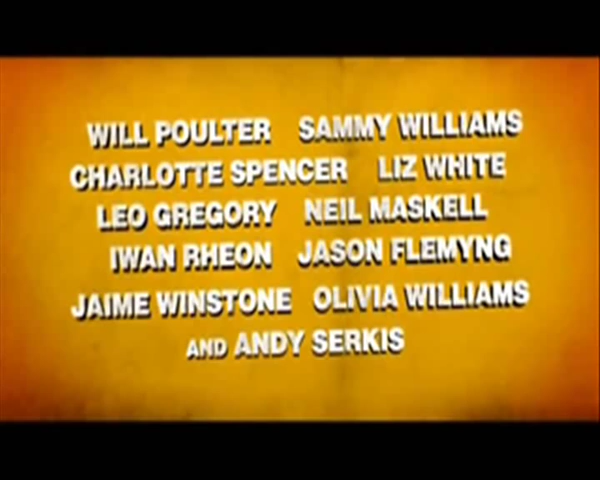 WILL POULTER SAMMY WILLIAMS
CHARLOTTE SPENCER LIZ WHITE
LEO GREGORY NEIL MASKELL
IWAN RHEON JASON FLEMYNG
JAIME WINSTONE OLIVIA WILLIAMS
AND ANDY SERKIS